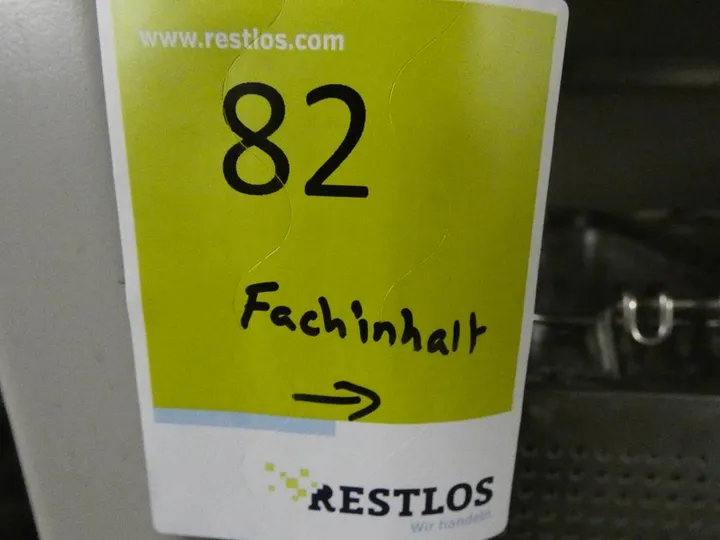 www.restlos.com
82
Fachinhalt
RESTLOS
Wir handeln.